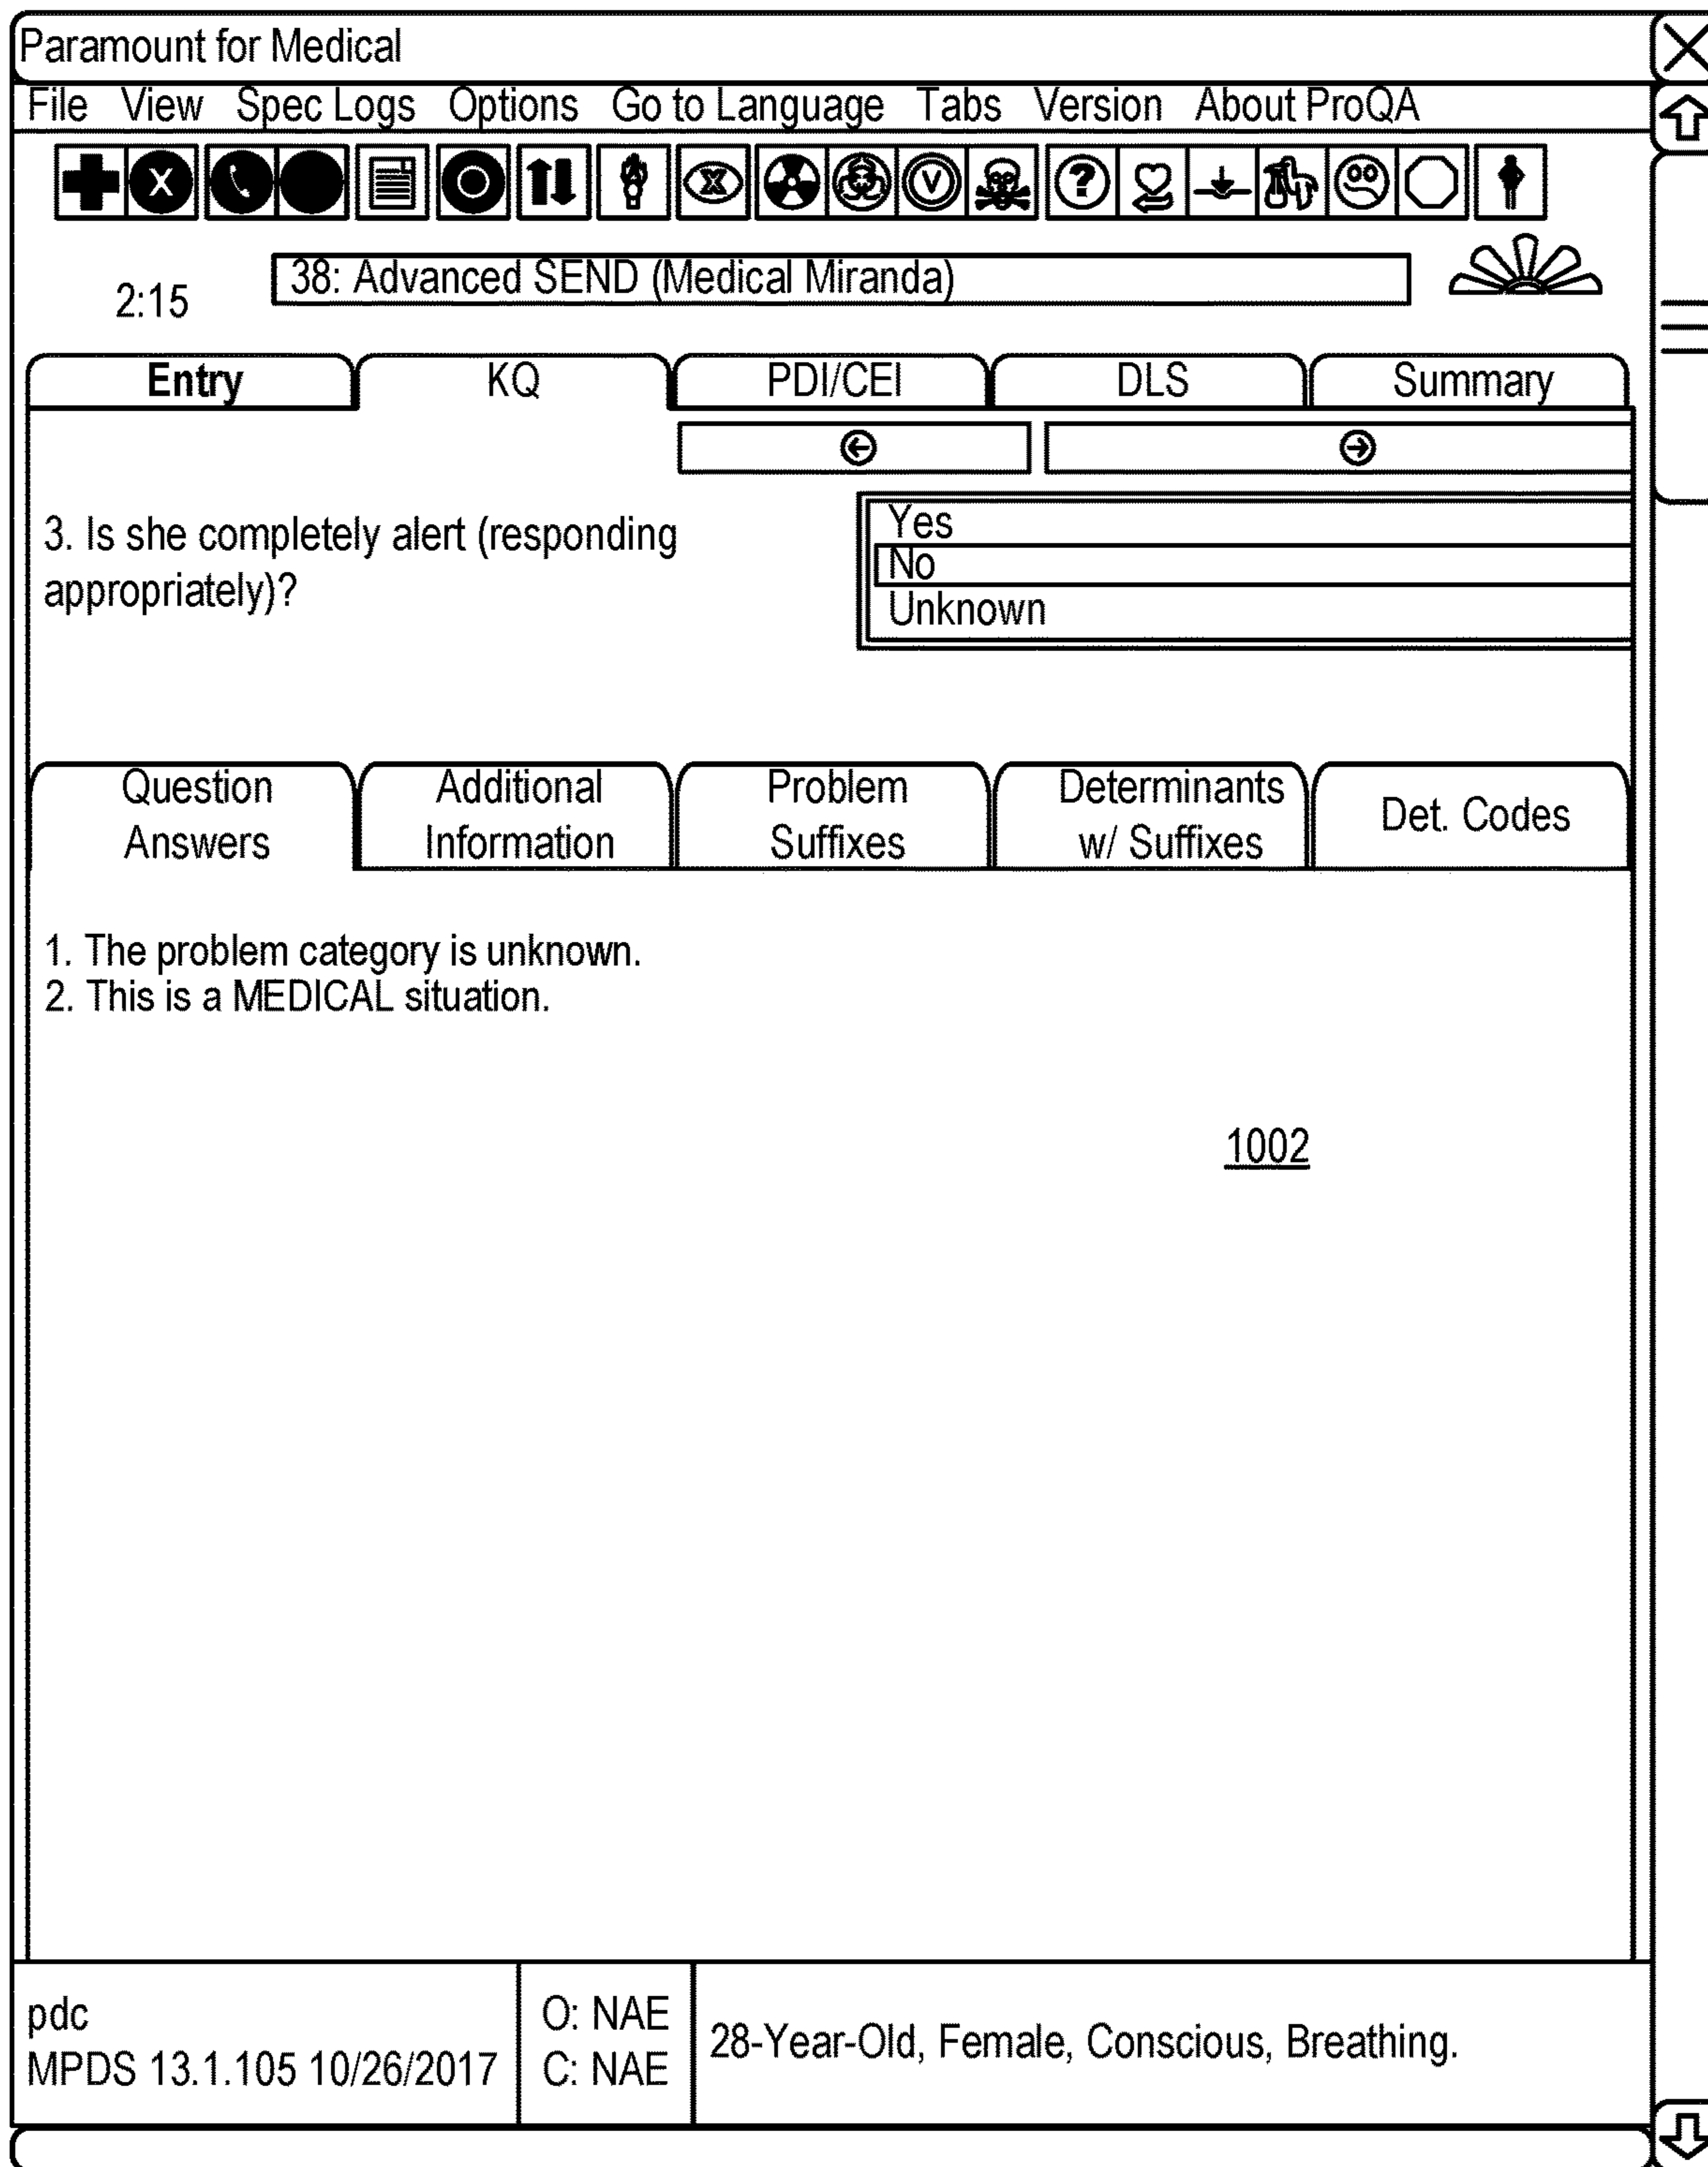 Paramount for Medical
File View Spec Logs Options Go to Language Tabs Version About ProQA
X V ?
2:15 38: Advanced SEND (Medical Miranda)
Entry KQ PDI/CEI DLS Summary
3. Is she completely alert (responding
appropriately)?
Yes
No
Unknown
Question Answers
Additional Information
Problem Suffixes
Determinants w/ Suffixes
Det. Codes
1. The problem category is unknown.
2. This is a MEDICAL situation.
1002
pdc
MPDS 13.1.105 10/26/2017
O: NAE
C: NAE
28-Year-Old, Female, Conscious, Breathing.